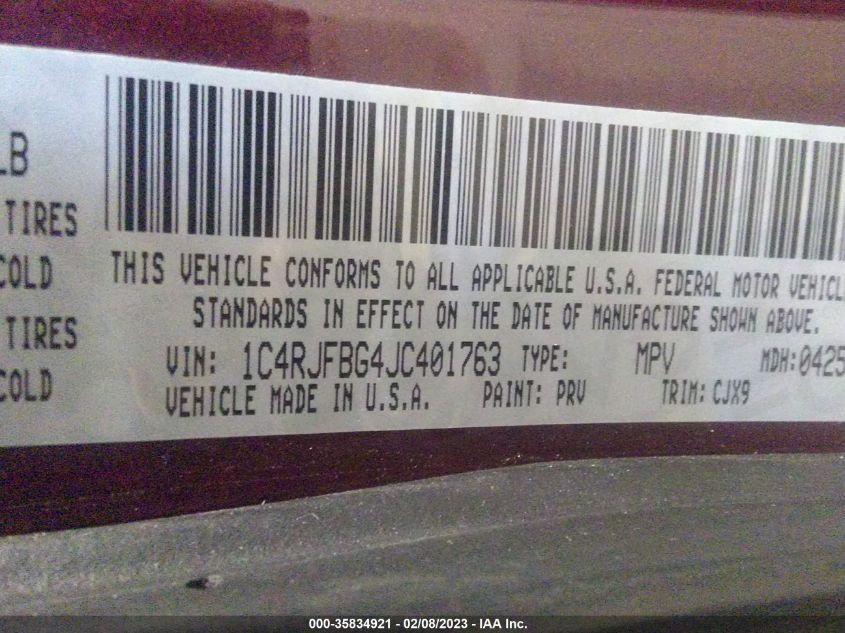 LB
TIRES
COLD
TIRES
COLD
THIS VEHICLE CONFORMS TO ALL APPLICABLE U.S.A. FEDERAL MOTOR VEHICL
STANDARDS IN EFFECT ON THE DATE OF MANUFACTURE SHOWN ABOVE.
VIN: 1C4RJFBG4JC401763 TYPE: MPV MDH:0425
VEHICLE MADE IN U.S.A. PAINT: PRV TRIM: CJX9
000-35834921 - 02/08/2023 - IAA Inc.